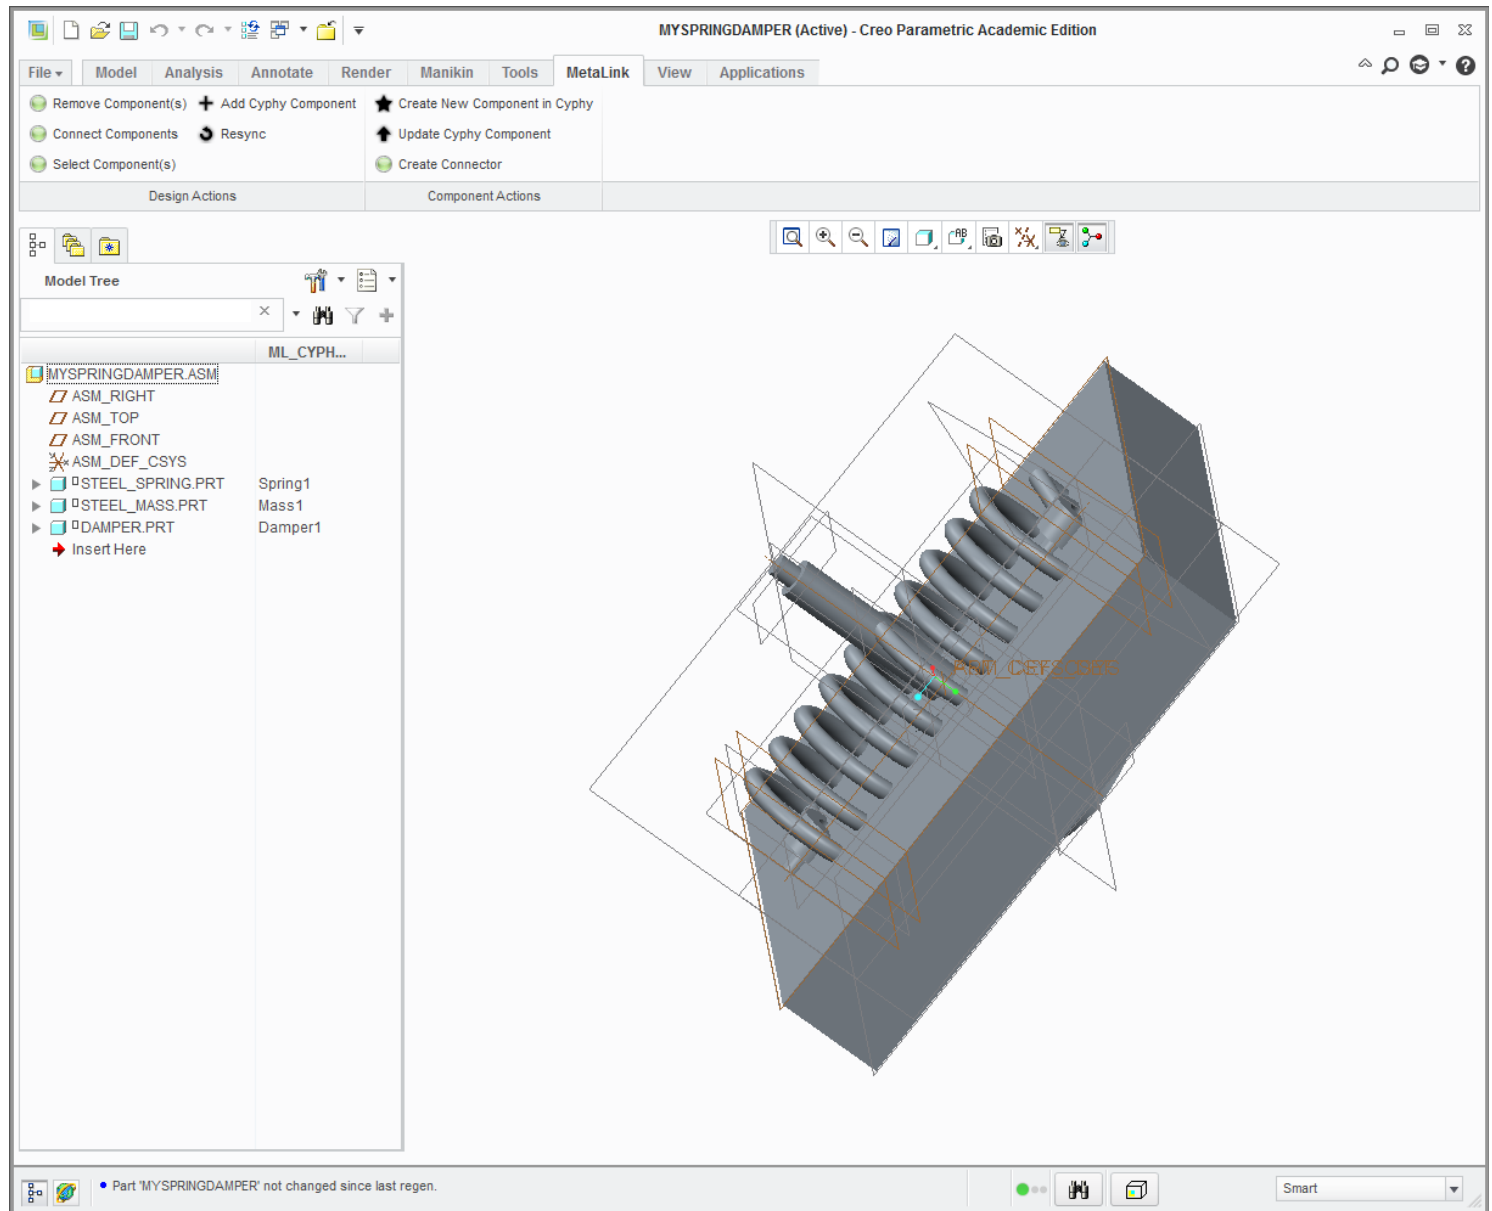 MYSPRINGDAMPER (Active) - Creo Parametric Academic Edition
File Model Analysis Annotate Render Manikin Tools MetaLink View Applications
Remove Component(s) Add Cyphy Component Create New Component in Cyphy
Connect Components Resync Update Cyphy Component
Select Component(s) Create Connector
Design Actions Component Actions
Model Tree
ML_CYPH...
MYSPRINGDAMPER.ASM
ASM_RIGHT
ASM_TOP
ASM_FRONT
ASM_DEF_CSYS
STEEL_SPRING.PRT Spring1
STEEL_MASS.PRT Mass1
DAMPER.PRT Damper1
Insert Here
Part 'MYSPRINGDAMPER' not changed since last regen.
Smart